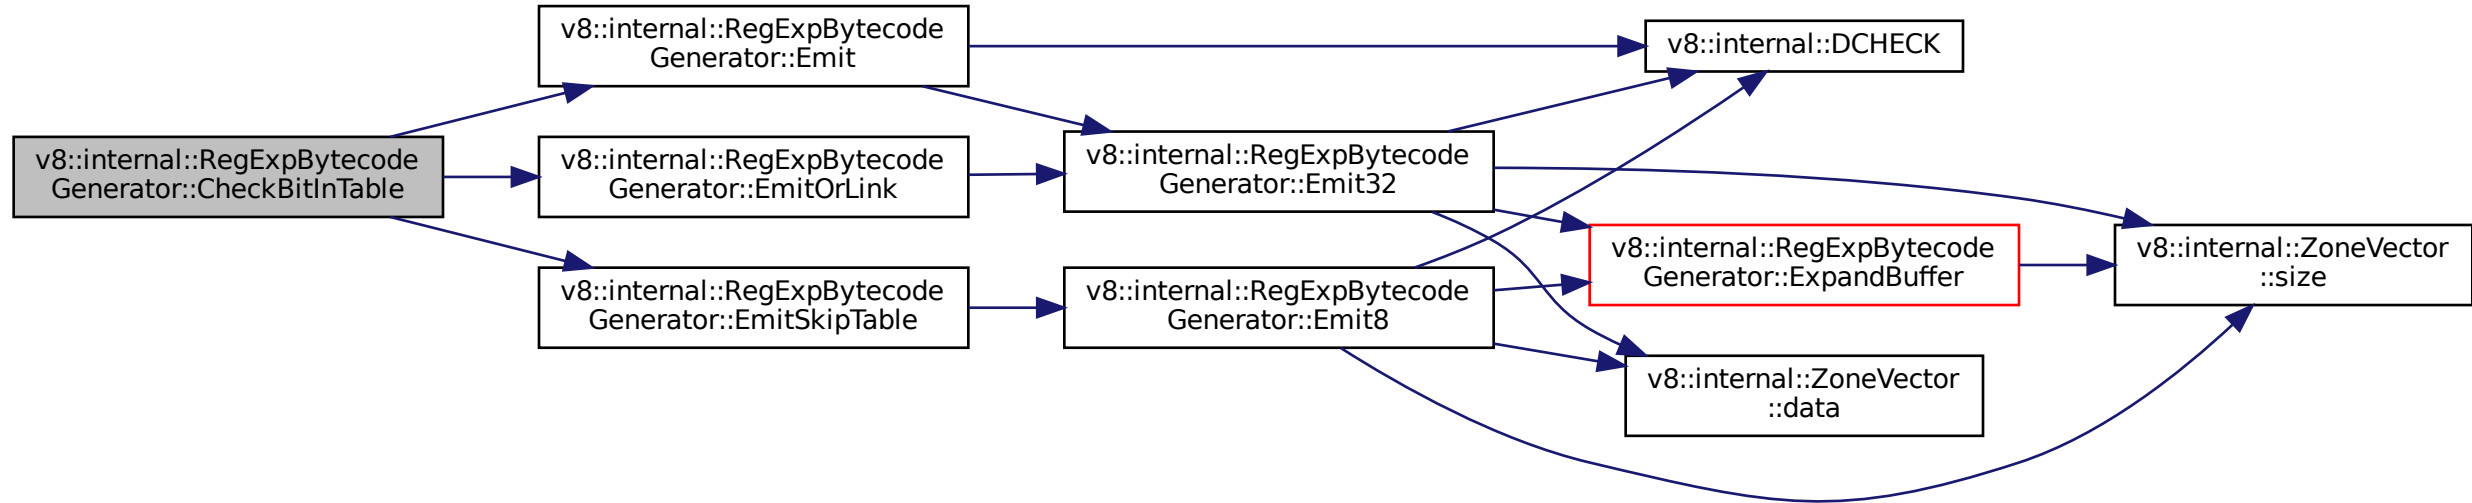 v8::internal::RegExpBytecode
Generator::CheckBitInTable
v8::internal::RegExpBytecode
Generator::Emit
v8::internal::RegExpBytecode
Generator::EmitOrLink
v8::internal::RegExpBytecode
Generator::EmitSkipTable
v8::internal::DCHECK
v8::internal::RegExpBytecode
Generator::Emit32
v8::internal::RegExpBytecode
Generator::Emit8
v8::internal::RegExpBytecode
Generator::ExpandBuffer
v8::internal::ZoneVector
::data
v8::internal::ZoneVector
::size